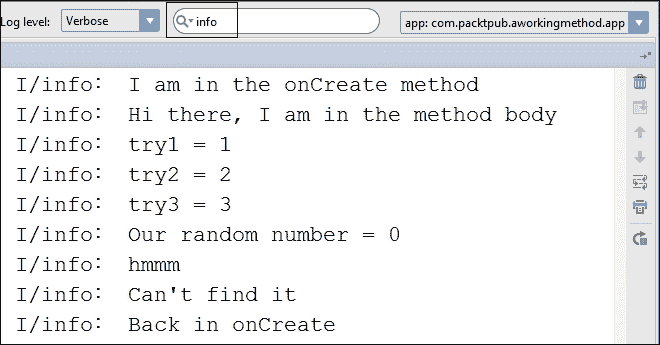 Log level: Verbose info app: com.packtpub.aworkingmethod.app
I/info: I am in the onCreate method
I/info: Hi there, I am in the method body
I/info: try1 = 1
I/info: try2 = 2
I/info: try3 = 3
I/info: Our random number = 0
I/info: hmmm
I/info: Can't find it
I/info: Back in onCreate